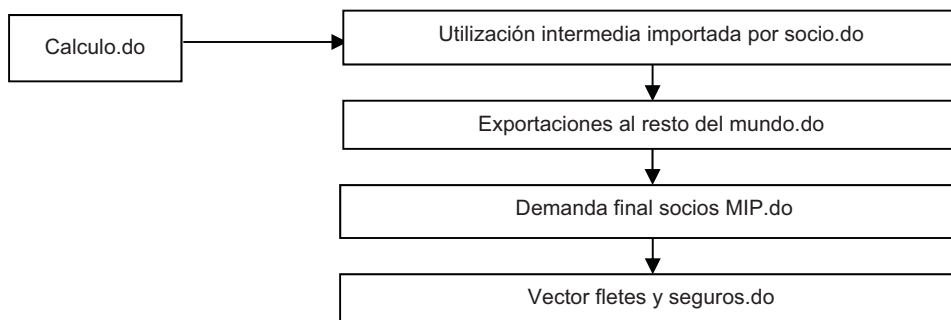 Calculo.do
Utilización intermedia importada por socio.do
Exportaciones al resto del mundo.do
Demanda final socios MIP.do
Vector fletes y seguros.do